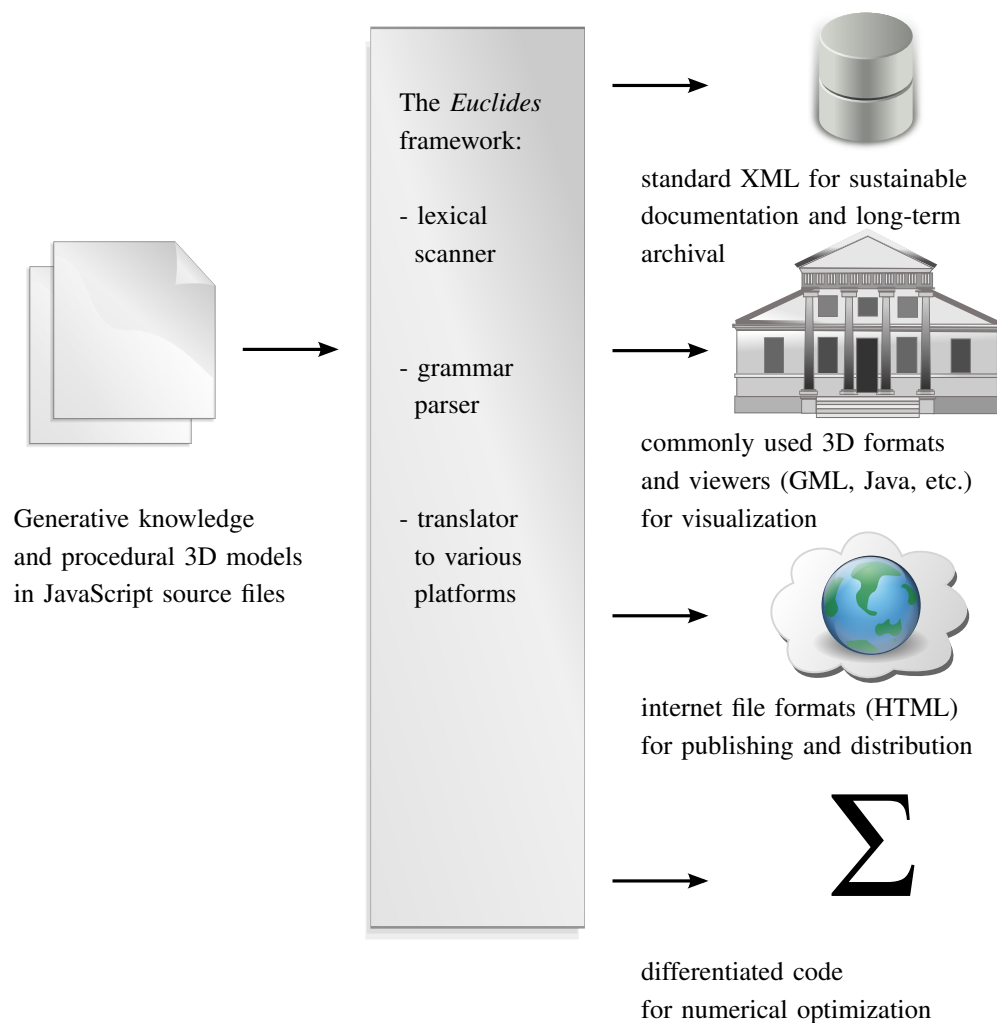 Generative knowledge
and procedural 3D models
in JavaScript source files
The Euclides
framework:
- lexical
scanner
- grammar
parser
- translator
to various
platforms
standard XML for sustainable
documentation and long-term
archival
commonly used 3D formats
and viewers (GML, Java, etc.)
for visualization
internet file formats (HTML)
for publishing and distribution
Σ
differentiated code
for numerical optimization